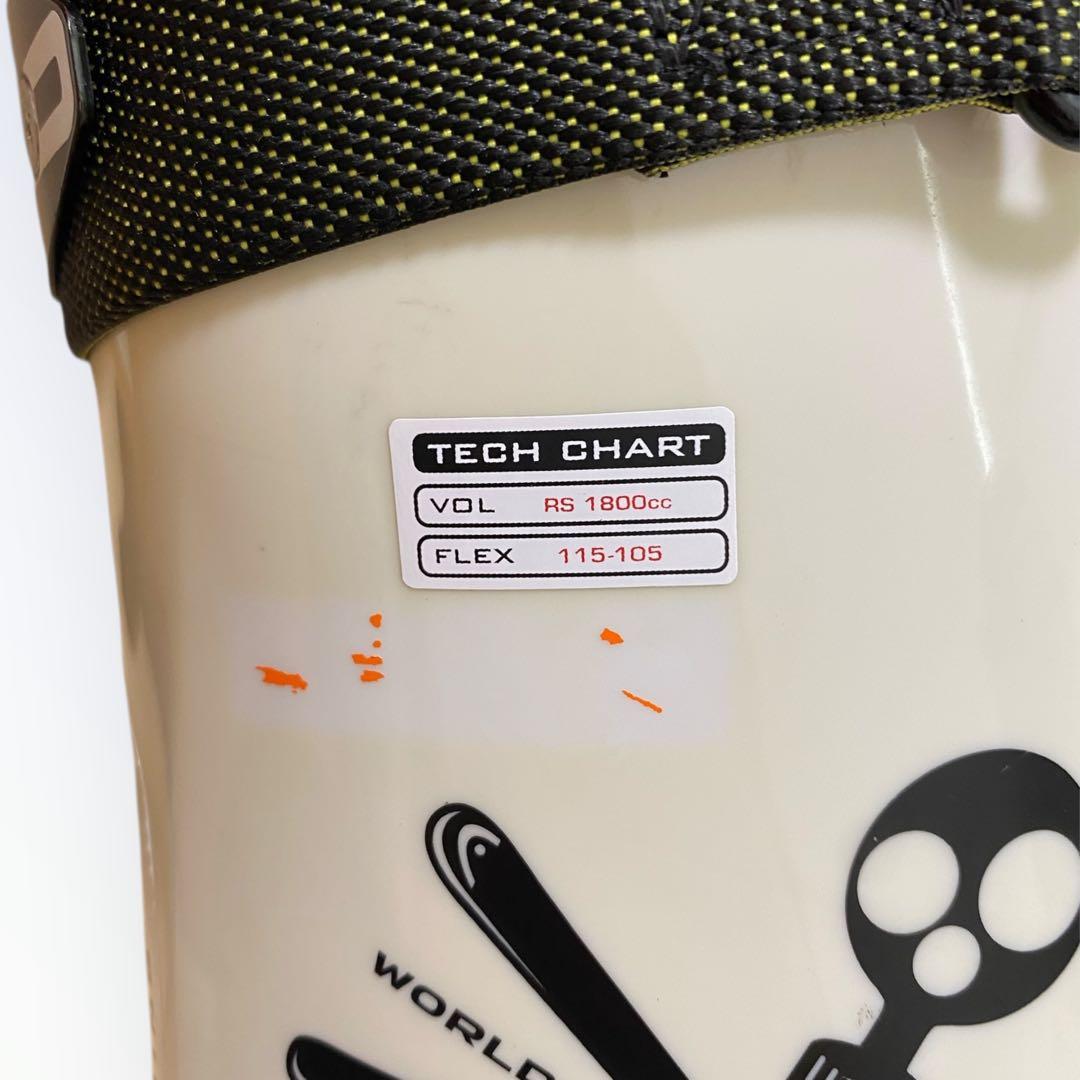 TECH CHART
VOL RS 1800cc
FLEX 115-105
WORLD